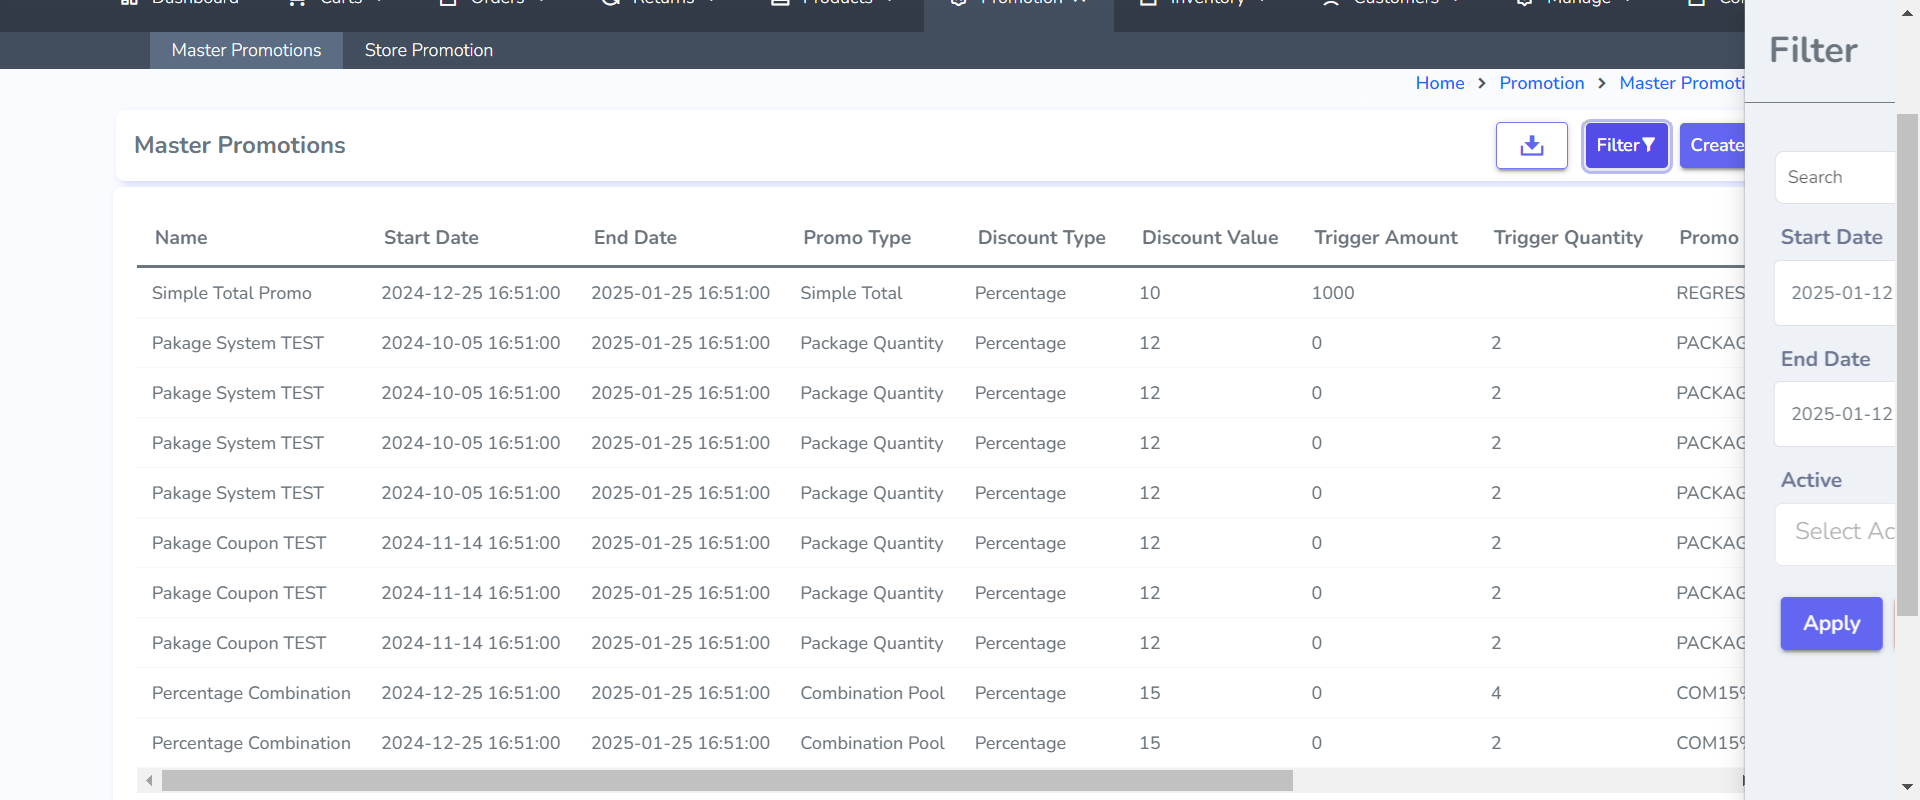 Dashboard Carts Orders Returns Products Promotion Inventory Customers Manage
Master Promotions Store Promotion
Home > Promotion > Master Promoti
Master Promotions
Filter Create
Name Start Date End Date Promo Type Discount Type Discount Value Trigger Amount Trigger Quantity Promo
Simple Total Promo 2024-12-25 16:51:00 2025-01-25 16:51:00 Simple Total Percentage 10 1000 REGRES
Pakage System TEST 2024-10-05 16:51:00 2025-01-25 16:51:00 Package Quantity Percentage 12 0 2 PACKAG
Pakage System TEST 2024-10-05 16:51:00 2025-01-25 16:51:00 Package Quantity Percentage 12 0 2 PACKAG
Pakage System TEST 2024-10-05 16:51:00 2025-01-25 16:51:00 Package Quantity Percentage 12 0 2 PACKAG
Pakage System TEST 2024-10-05 16:51:00 2025-01-25 16:51:00 Package Quantity Percentage 12 0 2 PACKAG
Pakage Coupon TEST 2024-11-14 16:51:00 2025-01-25 16:51:00 Package Quantity Percentage 12 0 2 PACKAG
Pakage Coupon TEST 2024-11-14 16:51:00 2025-01-25 16:51:00 Package Quantity Percentage 12 0 2 PACKAG
Pakage Coupon TEST 2024-11-14 16:51:00 2025-01-25 16:51:00 Package Quantity Percentage 12 0 2 PACKAG
Percentage Combination 2024-12-25 16:51:00 2025-01-25 16:51:00 Combination Pool Percentage 15 0 4 COM15%
Percentage Combination 2024-12-25 16:51:00 2025-01-25 16:51:00 Combination Pool Percentage 15 0 2 COM15%
Filter
Search
Start Date
2025-01-12
End Date
2025-01-12
Active
Select Ac
Apply